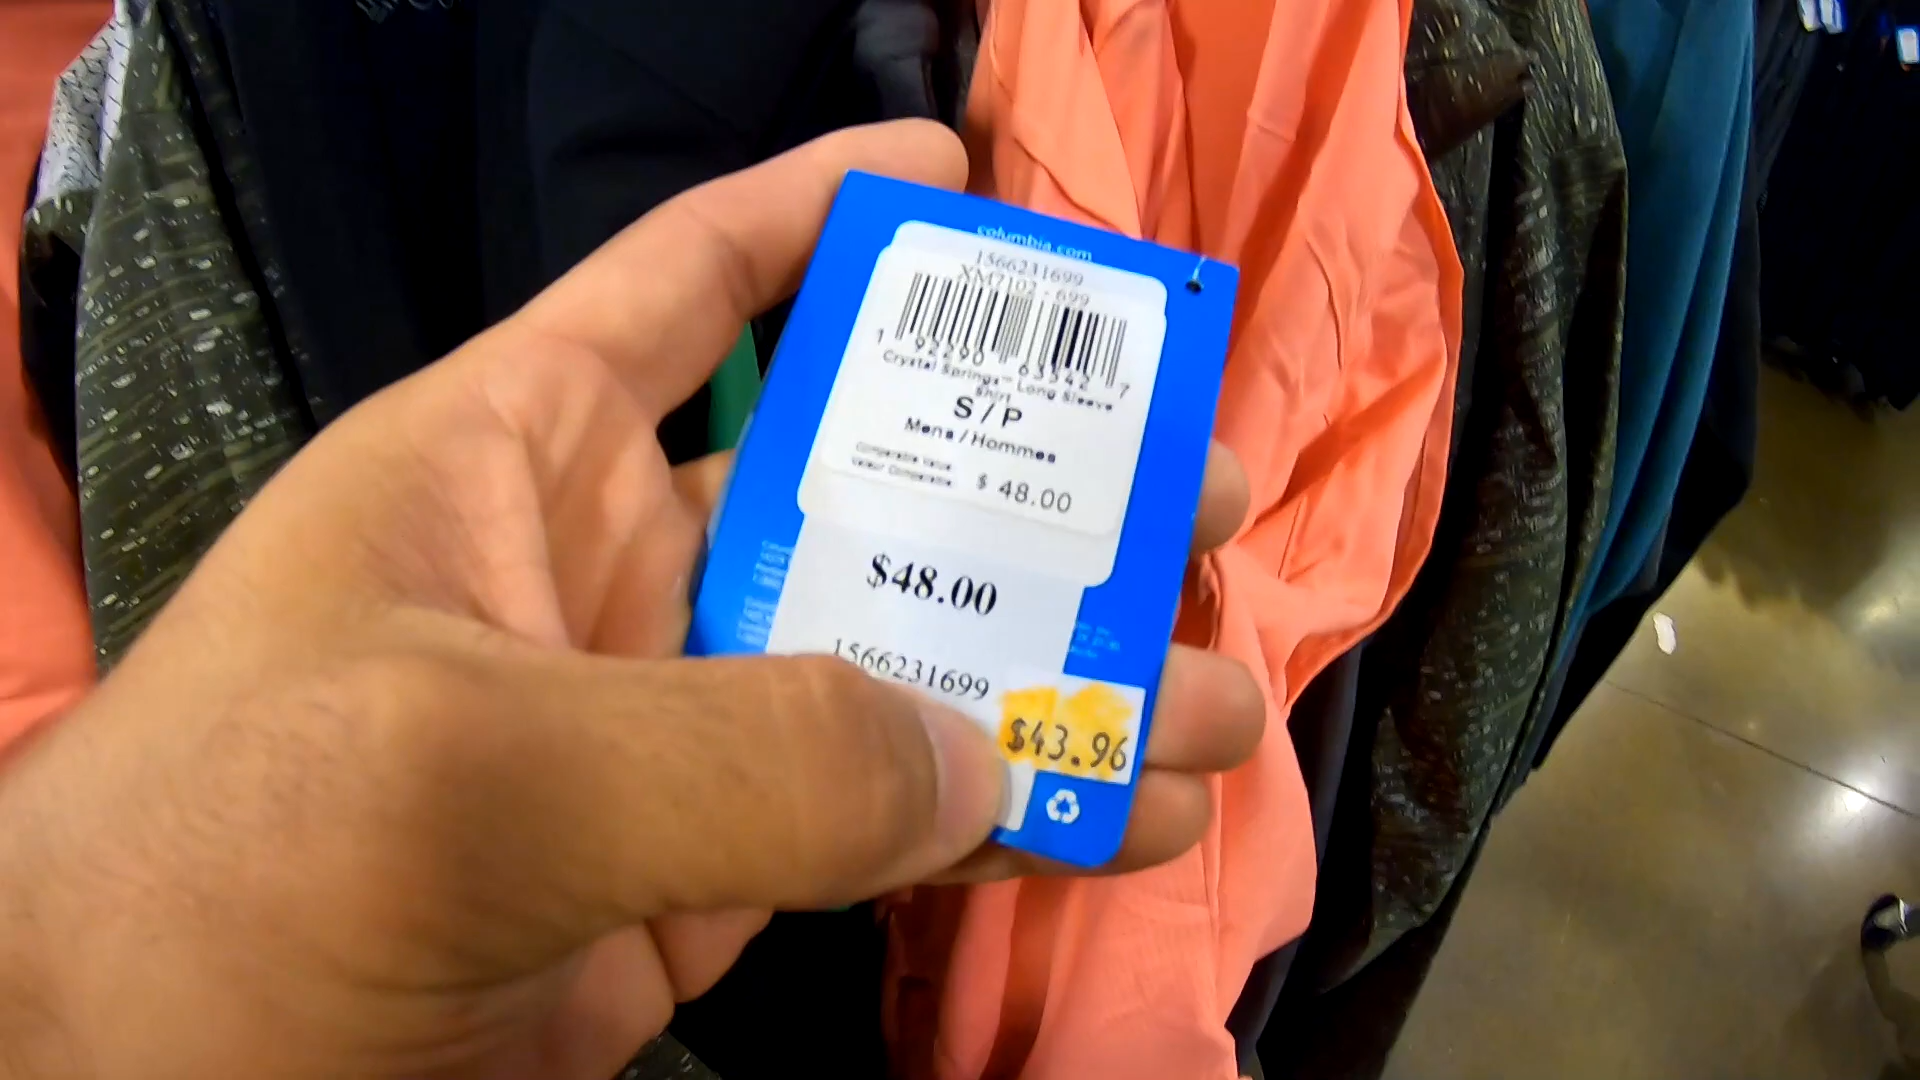 columbia.com
1566231699
XM7102 - 699
1 92290 63542 7
Crystal Springs™ Long Sleeve
Shirt
S / P
Mens / Hommes
Comparable Value
Valeur Comparable
$ 48.00
$48.00
1566231699
$43.96